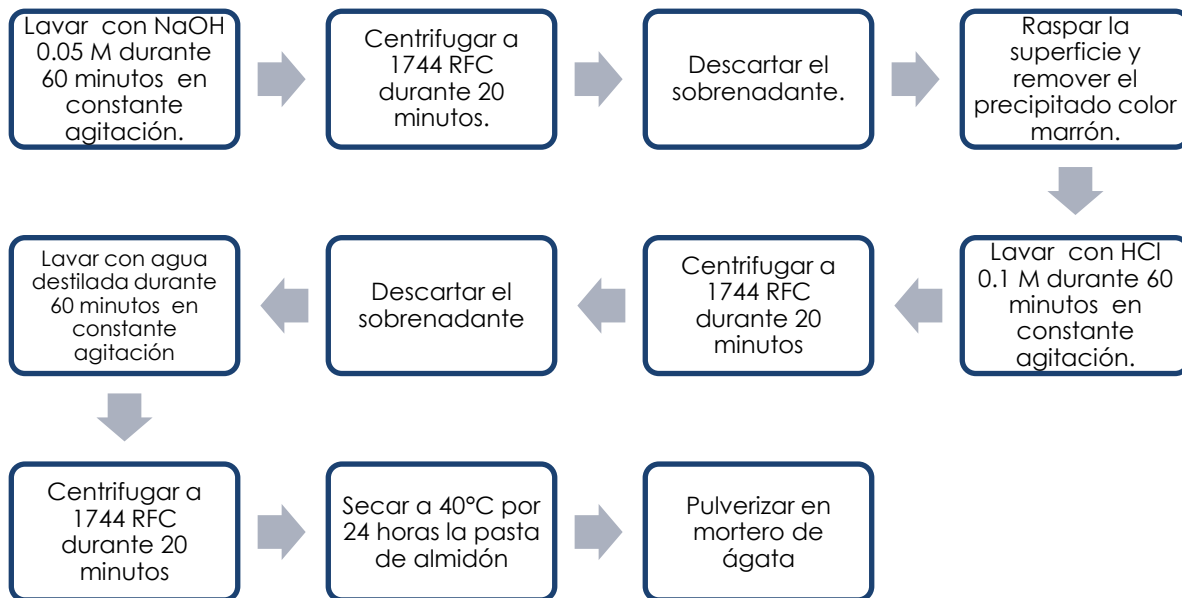 Lavar con NaOH
0.05 M durante
60 minutos en
constante
agitación.
Centrifugar a
1744 RFC
durante 20
minutos.
Descartar el
sobrenadante.
Raspar la
superficie y
remover el
precipitado color
marrón.
Lavar con HCl
0.1 M durante 60
minutos en
constante
agitación.
Centrifugar a
1744 RFC
durante 20
minutos
Descartar el
sobrenadante
Lavar con agua
destilada durante
60 minutos en
constante
agitación
Centrifugar a
1744 RFC
durante 20
minutos
Secar a 40°C por
24 horas la pasta
de almidón
Pulverizar en
mortero de
ágata